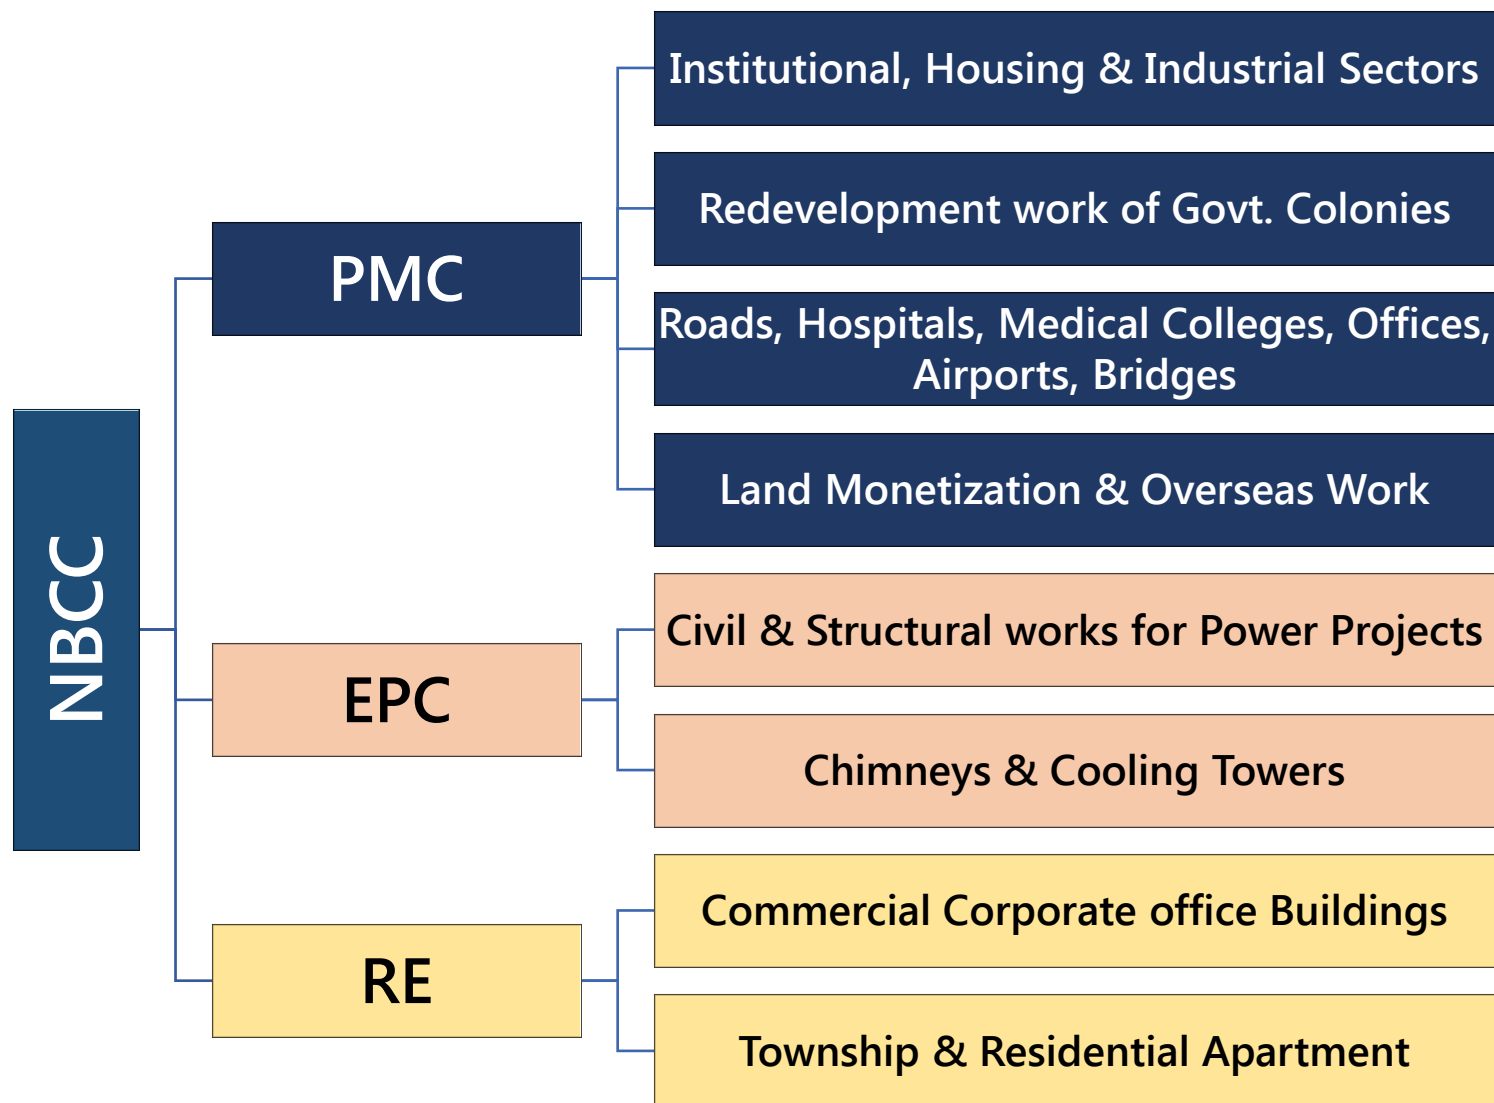 NBCC
PMC
Institutional, Housing & Industrial Sectors
Redevelopment work of Govt. Colonies
Roads, Hospitals, Medical Colleges, Offices,
Airports, Bridges
Land Monetization & Overseas Work
EPC
Civil & Structural works for Power Projects
Chimneys & Cooling Towers
RE
Commercial Corporate office Buildings
Township & Residential Apartment